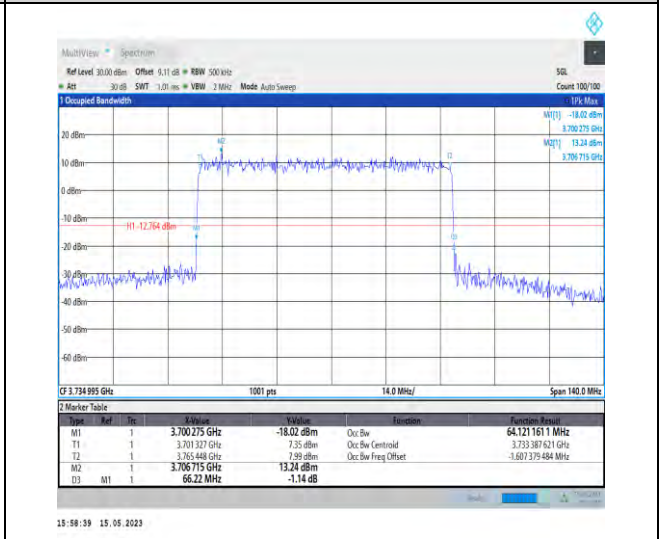 MultiView Spectrum
Ref Level 30.00 dBm Offset 9.11 dB RBW 500 kHz SGL
Att 30 dB SWT 1.01 ms VBW 2 MHz Mode Auto Sweep Count 100/100
1 Occupied Bandwidth 1Pk Max
M1[1] -18.02 dBm
3.700 275 GHz
M2[1] 13.24 dBm
3.706 715 GHz
20 dBm
M2
T1 T2
10 dBm
0 dBm
-10 dBm
H1 -12.764 dBm
M1
D3
-20 dBm
-30 dBm
-40 dBm
-50 dBm
-60 dBm
CF 3.734 995 GHz 1001 pts 14.0 MHz/ Span 140.0 MHz
2 Marker Table
Type Ref Trc X-Value Y-Value Function Function Result
M1 1 3.700 275 GHz -18.02 dBm Occ Bw 64.121 161 1 MHz
T1 1 3.701 327 GHz 7.35 dBm Occ Bw Centroid 3.733 387 621 GHz
T2 1 3.765 448 GHz 7.99 dBm Occ Bw Freq Offset -1.607 379 484 MHz
M2 1 3.706 715 GHz 13.24 dBm
D3 M1 1 66.22 MHz -1.14 dB
15:58:39 15.05.2023